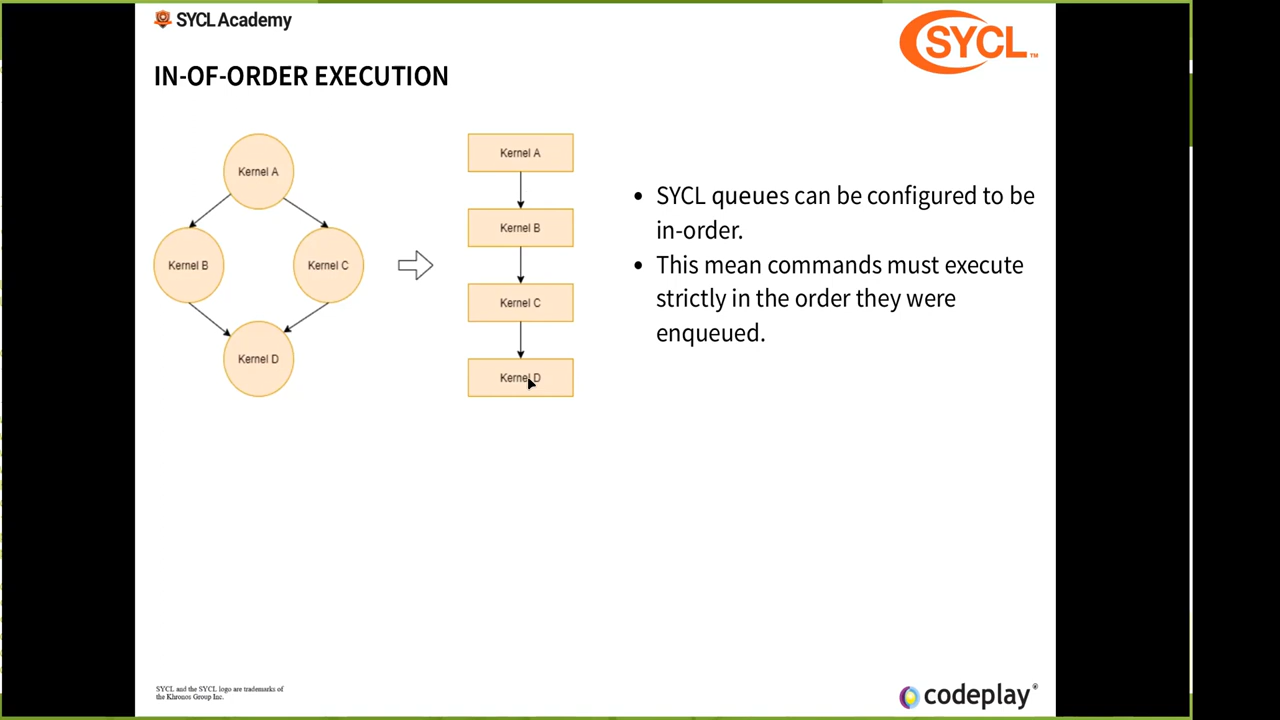 SYCL Academy
SYCL™
IN-OF-ORDER EXECUTION
Kernel A
Kernel B
Kernel C
Kernel D
Kernel A
Kernel B
Kernel C
Kernel D
• SYCL queues can be configured to be
in-order.
• This mean commands must execute
strictly in the order they were
enqueued.
SYCL and the SYCL logo are trademarks of
the Khronos Group Inc.
codeplay®